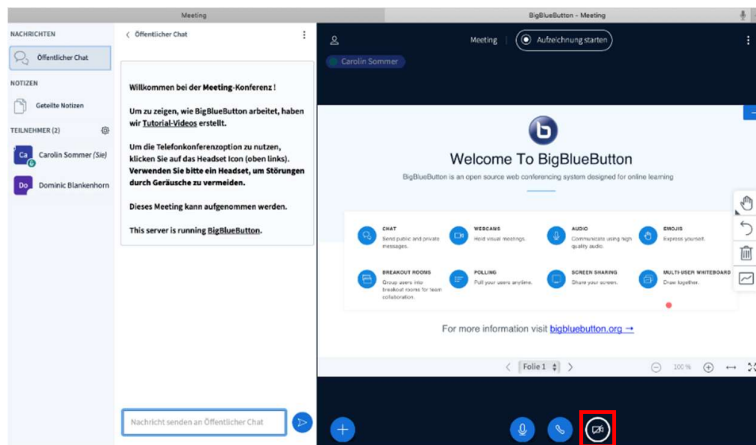 Meeting
BigBlueButton - Meeting
NACHRICHTEN
Öffentlicher Chat
NOTIZEN
Geteilte Notizen
TEILNEHMER (2)
Ca
Carolin Sommer (Sie)
Do
Dominic Blankenhorn
Öffentlicher Chat
Willkommen bei der Meeting-Konferenz !
Um zu zeigen, wie BigBlueButton arbeitet, haben
wir Tutorial-Videos erstellt.
Um die Telefonkonferenzoption zu nutzen,
klicken Sie auf das Headset Icon (oben links).
Verwenden Sie bitte ein Headset, um Störungen
durch Geräusche zu vermeiden.
Dieses Meeting kann aufgenommen werden.
This server is running BigBlueButton.
Nachricht senden an Öffentlicher Chat
Meeting
Aufzeichnung starten
Carolin Sommer
b
Welcome To BigBlueButton
BigBlueButton is an open source web conferencing system designed for online learning
CHAT
Send public and private
messages.
WEBCAMS
Hold visual meetings.
AUDIO
Communicate using high
quality audio.
EMOJIS
Express yourself.
BREAKOUT ROOMS
Group users into
breakout rooms for team
collaboration.
POLLING
Poll your users anytime.
SCREEN SHARING
Share your screen.
MULTI-USER WHITEBOARD
Draw together.
For more information visit bigbluebutton.org →
Folie 1
100 %